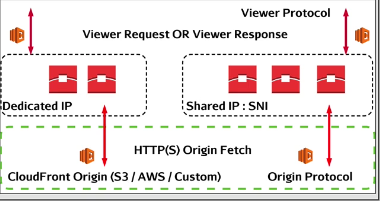 Viewer Protocol
Viewer Request OR Viewer Response
Dedicated IP
Shared IP : SNI
HTTP(S) Origin Fetch
CloudFront Origin (S3 / AWS / Custom)
Origin Protocol